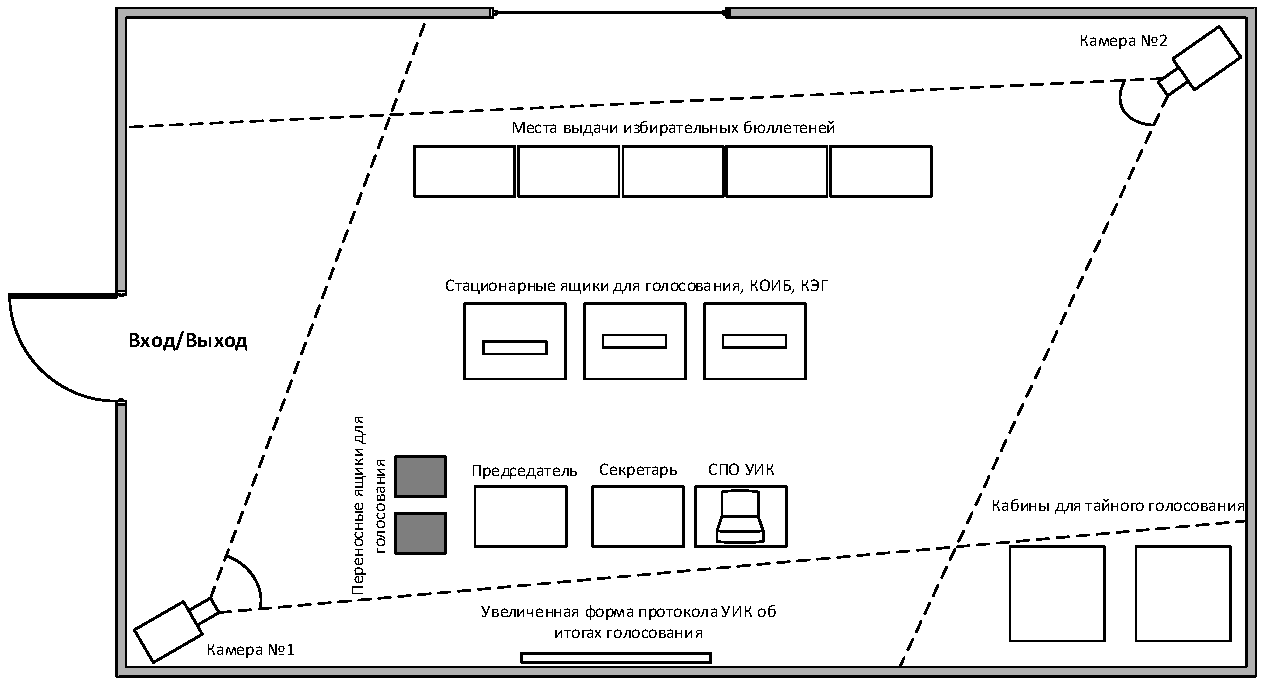 Камера №2
Места выдачи избирательных бюллетеней
Стационарные ящики для голосования, КОИБ, КЭГ
Вход/Выход
Переносные ящики для
голосования
Председатель
Секретарь
СПО УИК
Кабины для тайного голосования
Увеличенная форма протокола УИК об
итогах голосования
Камера №1